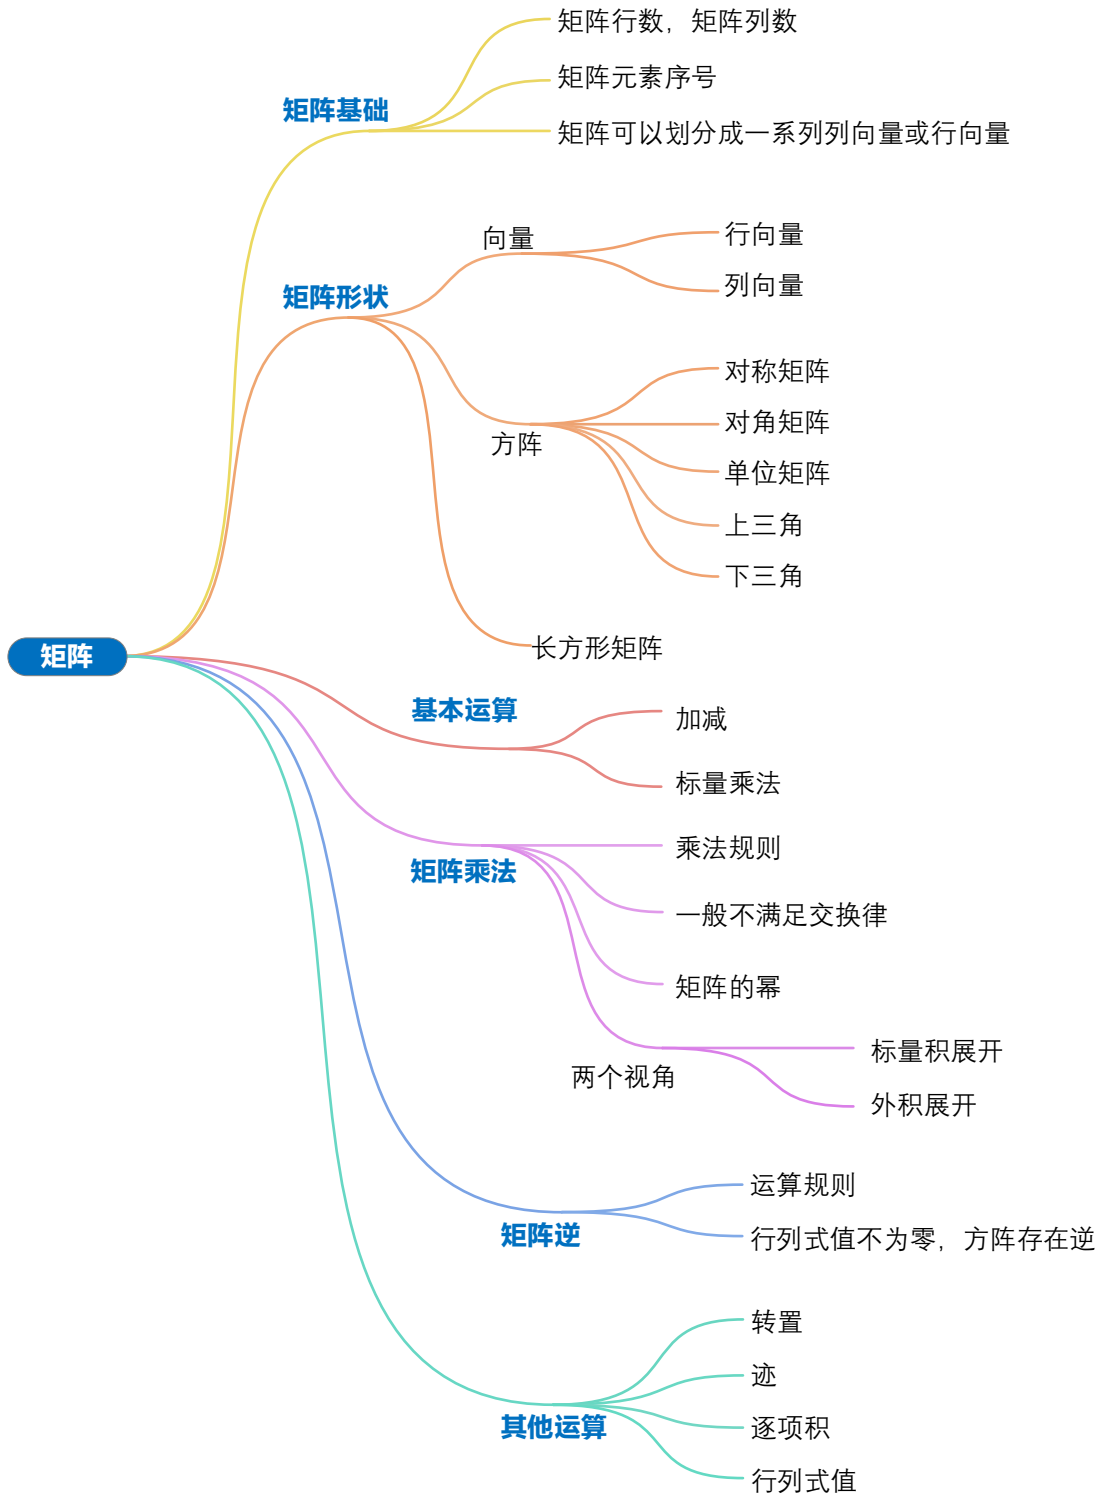 矩阵
矩阵基础
矩阵行数，矩阵列数
矩阵元素序号
矩阵可以划分成一系列列向量或行向量
矩阵形状
向量
行向量
列向量
方阵
对称矩阵
对角矩阵
单位矩阵
上三角
下三角
长方形矩阵
基本运算
加减
标量乘法
矩阵乘法
乘法规则
一般不满足交换律
矩阵的幂
两个视角
标量积展开
外积展开
矩阵逆
运算规则
行列式值不为零，方阵存在逆
其他运算
转置
迹
逐项积
行列式值